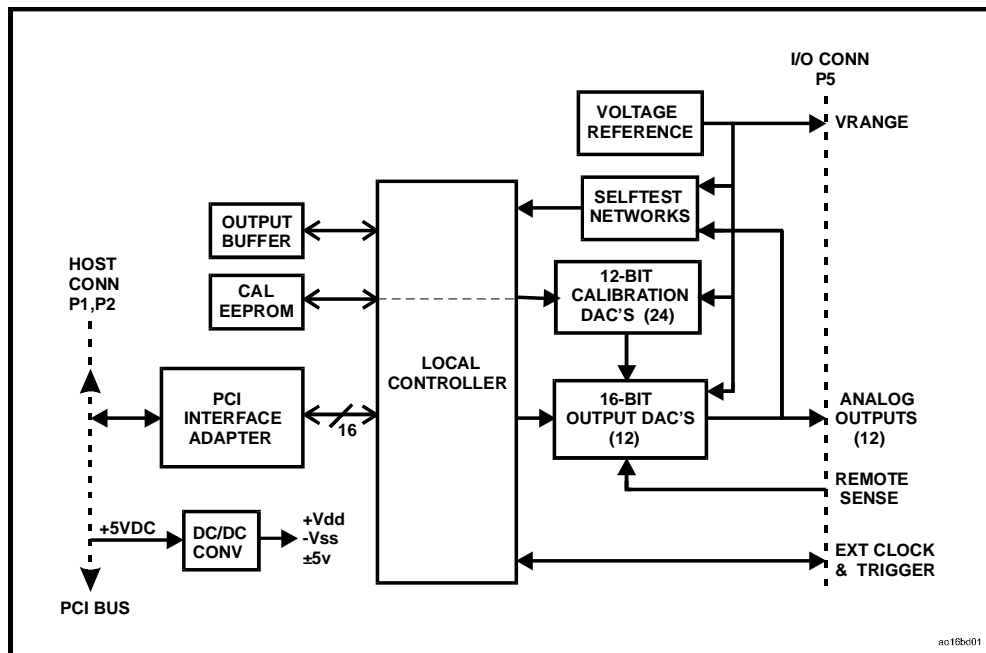 I/O CONN
P5
VOLTAGE
REFERENCE
VRANGE
SELFTEST
NETWORKS
OUTPUT
BUFFER
HOST
CONN
P1,P2
CAL
EEPROM
12-BIT
CALIBRATION
DAC'S (24)
LOCAL
CONTROLLER
PCI
INTERFACE
ADAPTER
16
16-BIT
OUTPUT DAC'S
(12)
ANALOG
OUTPUTS
(12)
REMOTE
SENSE
+5VDC
DC/DC
CONV
+Vdd
-Vss
±5v
EXT CLOCK
& TRIGGER
PCI BUS
ao16bd01